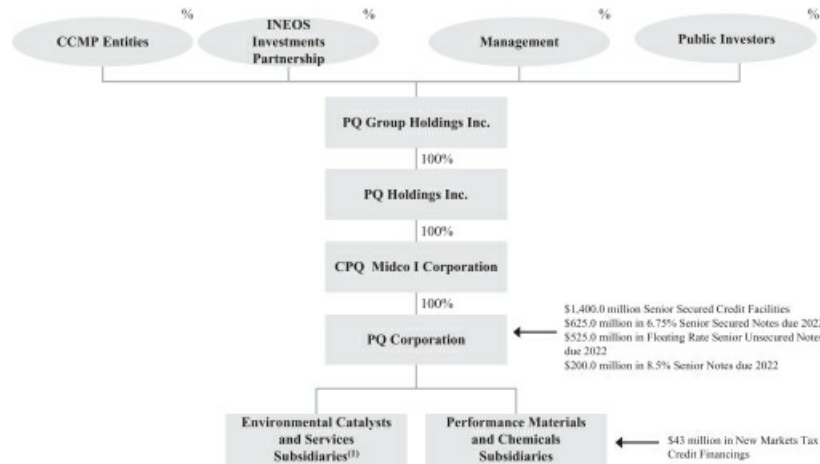 % % % %
CCMP Entities
INEOS
Investments
Partnership
Management
Public Investors
PQ Group Holdings Inc.
100%
PQ Holdings Inc.
100%
CPQ Midco I Corporation
100%
PQ Corporation
$1,400.0 million Senior Secured Credit Facilities
$625.0 million in 6.75% Senior Secured Notes due 202
$525.0 million in Floating Rate Senior Unsecured Notes
due 2022
$200.0 million in 8.5% Senior Notes due 2022
Environmental Catalysts
and Services
Subsidiaries(1)
Performance Materials
and Chemicals
Subsidiaries
$43 million in New Markets Tax
Credit Financings